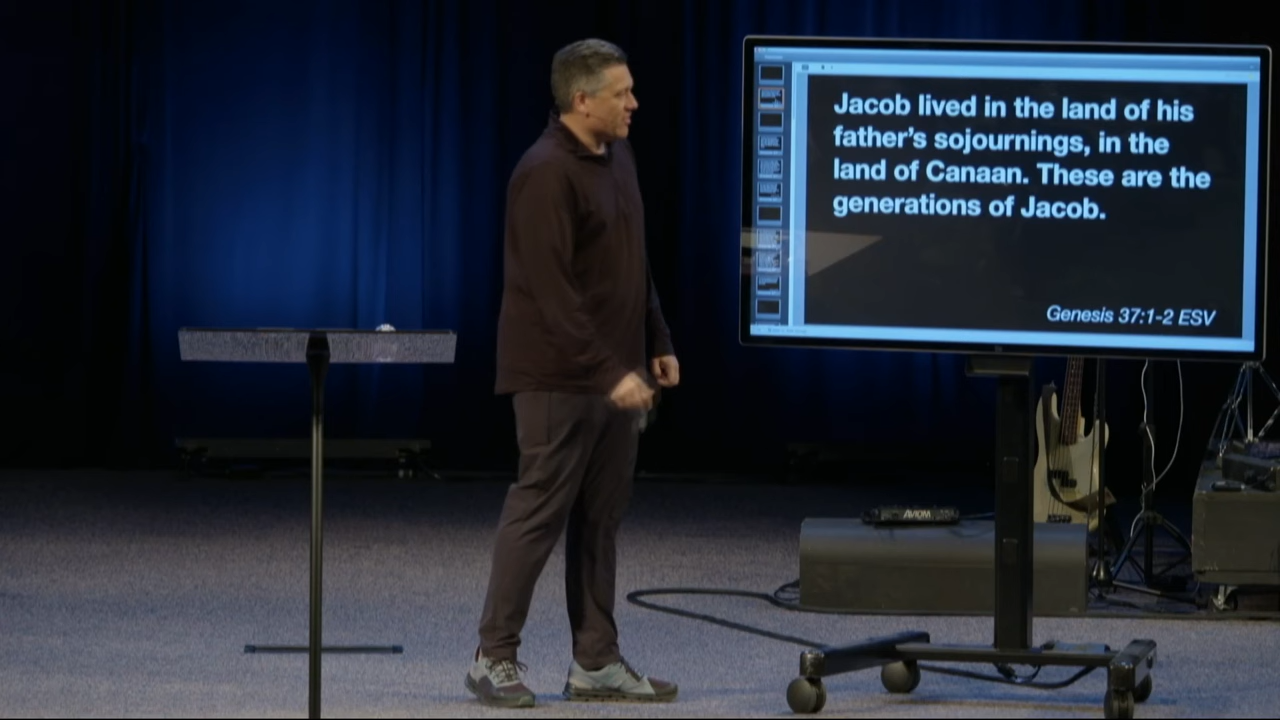 Jacob lived in the land of his
father's sojournings, in the
land of Canaan. These are the
generations of Jacob.
Genesis 37:1-2 ESV
AVIOM